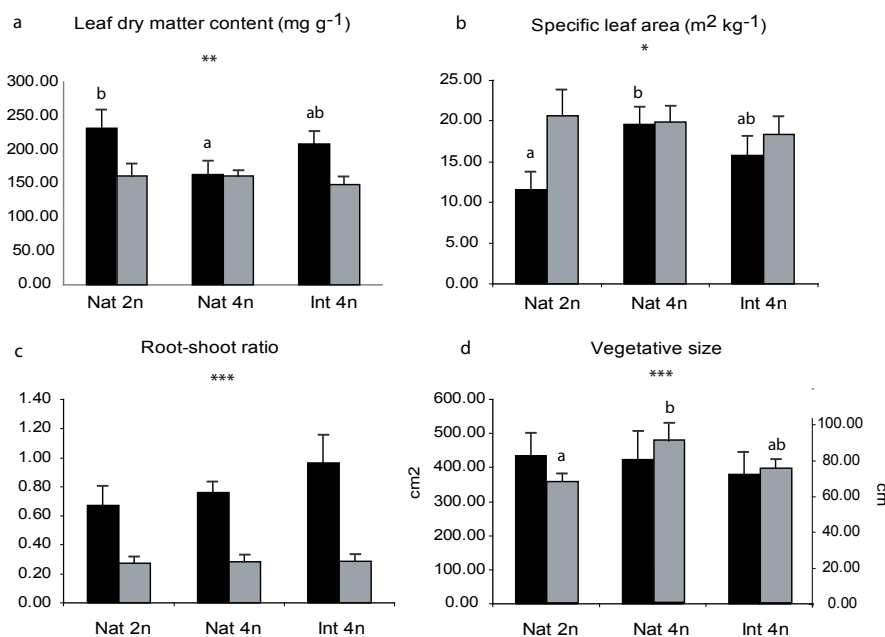 a Leaf dry matter content (mg g-1)
**
300.00
250.00
200.00
150.00
100.00
50.00
0.00
b
a
ab
Nat 2n Nat 4n Int 4n
b Specific leaf area (m2 kg-1)
*
25.00
20.00
15.00
10.00
5.00
0.00
a
b
ab
Nat 2n Nat 4n Int 4n
c Root-shoot ratio
***
1.40
1.20
1.00
0.80
0.60
0.40
0.20
0.00
Nat 2n Nat 4n Int 4n
d Vegetative size
***
600.00
500.00
400.00
300.00
200.00
100.00
0.00
cm2
a
b
ab
100.00
80.00
60.00
40.00
20.00
0.00
cm
Nat 2n Nat 4n Int 4n